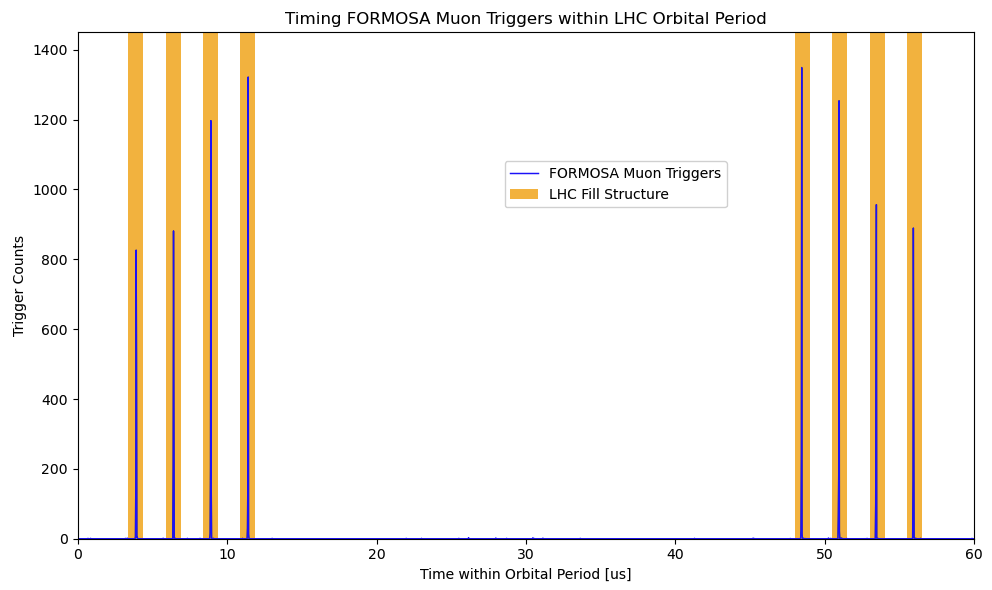 Timing FORMOSA Muon Triggers within LHC Orbital Period
1400
1200
1000
800
600
400
200
0
Trigger Counts
FORMOSA Muon Triggers
LHC Fill Structure
0 10 20 30 40 50 60
Time within Orbital Period [us]